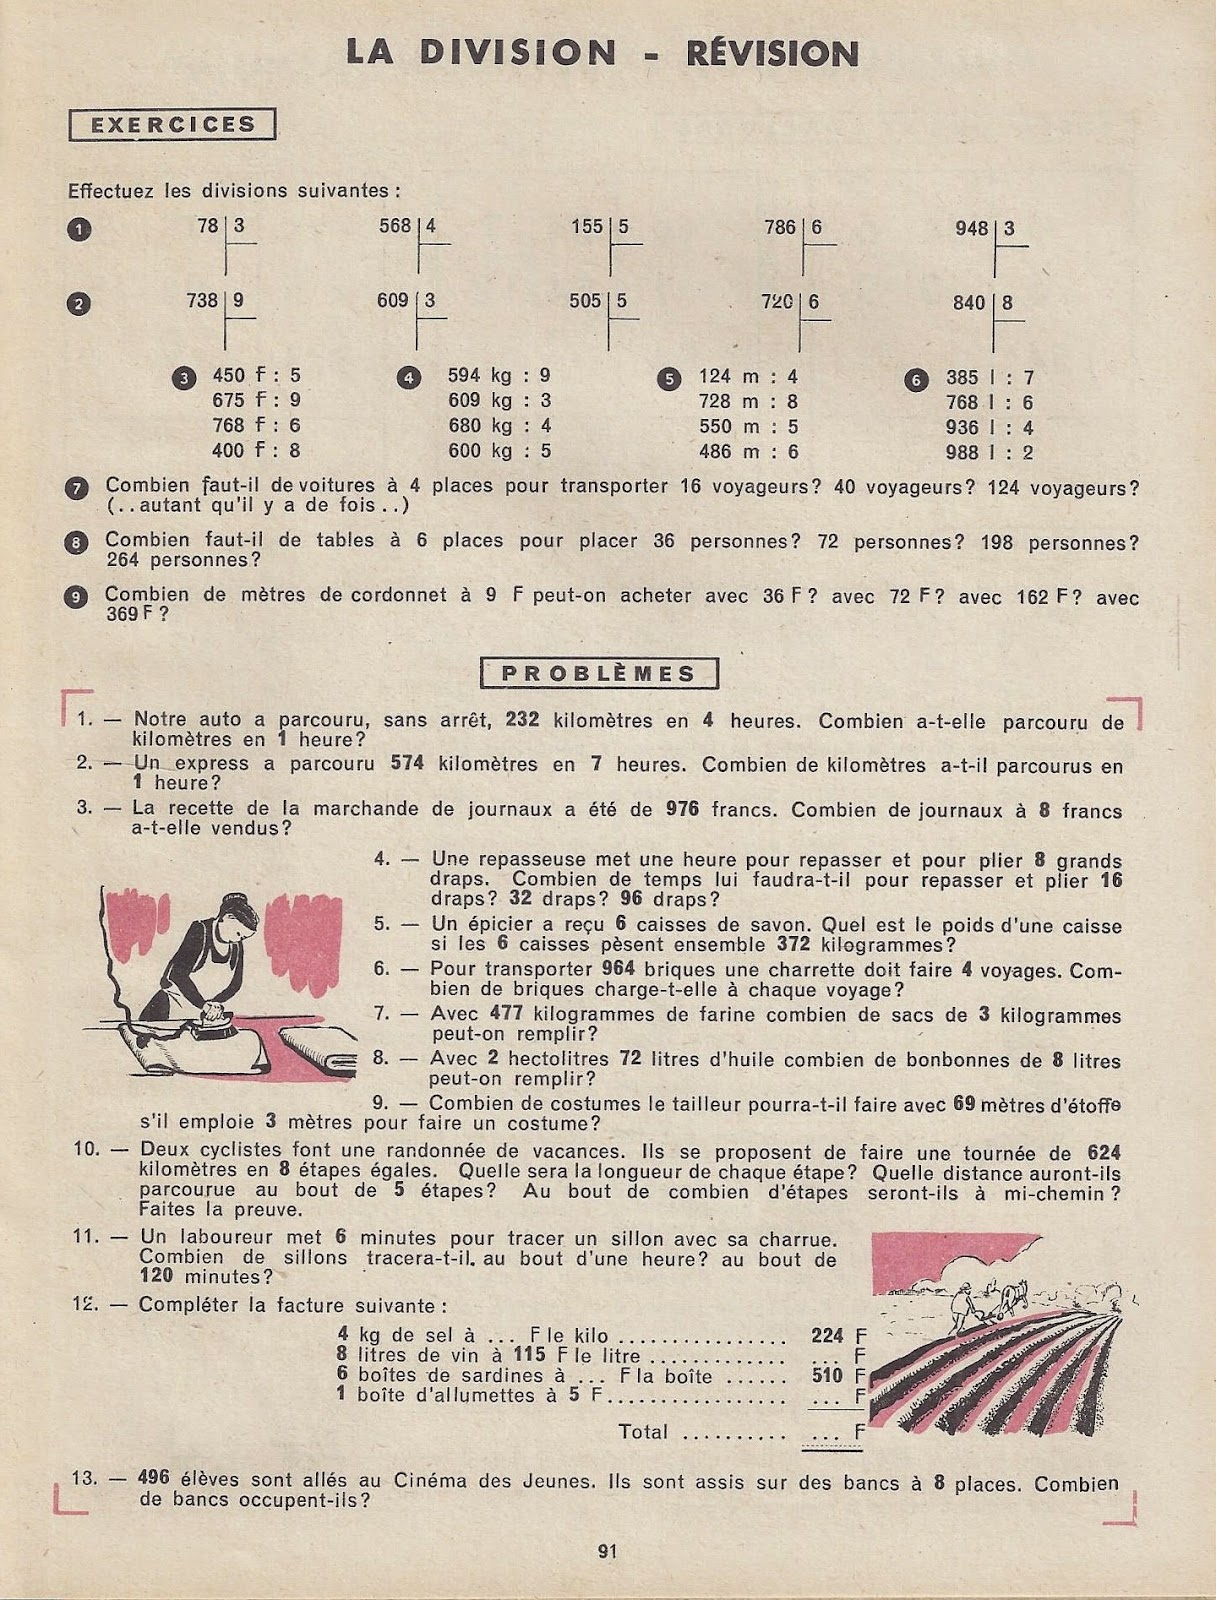 LA DIVISION - RÉVISION
EXERCICES
Effectuez les divisions suivantes :
1 78 3 568 4 155 5 786 6 948 3
2 738 9 609 3 505 5 720 6 840 8
3 450 F : 5 4 594 kg : 9 5 124 m : 4 6 385 l : 7
675 F : 9 609 kg : 3 728 m : 8 768 l : 6
768 F : 6 680 kg : 4 550 m : 5 936 l : 4
400 F : 8 600 kg : 5 486 m : 6 988 l : 2
7 Combien faut-il de voitures à 4 places pour transporter 16 voyageurs? 40 voyageurs? 124 voyageurs?
(..autant qu'il y a de fois ..)
8 Combien faut-il de tables à 6 places pour placer 36 personnes? 72 personnes? 198 personnes?
264 personnes?
9 Combien de mètres de cordonnet à 9 F peut-on acheter avec 36 F? avec 72 F? avec 162 F? avec
369 F ?
PROBLÈMES
1. — Notre auto a parcouru, sans arrêt, 232 kilomètres en 4 heures. Combien a-t-elle parcouru de
kilomètres en 1 heure?
2. — Un express a parcouru 574 kilomètres en 7 heures. Combien de kilomètres a-t-il parcourus en
1 heure?
3. — La recette de la marchande de journaux a été de 976 francs. Combien de journaux à 8 francs
a-t-elle vendus?
4. — Une repasseuse met une heure pour repasser et pour plier 8 grands
draps. Combien de temps lui faudra-t-il pour repasser et plier 16
draps? 32 draps? 96 draps?
5. — Un épicier a reçu 6 caisses de savon. Quel est le poids d'une caisse
si les 6 caisses pèsent ensemble 372 kilogrammes?
6. — Pour transporter 964 briques une charrette doit faire 4 voyages. Com-
bien de briques charge-t-elle à chaque voyage?
7. — Avec 477 kilogrammes de farine combien de sacs de 3 kilogrammes
peut-on remplir?
8. — Avec 2 hectolitres 72 litres d'huile combien de bonbonnes de 8 litres
peut-on remplir?
9. — Combien de costumes le tailleur pourra-t-il faire avec 69 mètres d'étoffe
s'il emploie 3 mètres pour faire un costume?
10. — Deux cyclistes font une randonnée de vacances. Ils se proposent de faire une tournée de 624
kilomètres en 8 étapes égales. Quelle sera la longueur de chaque étape? Quelle distance auront-ils
parcourue au bout de 5 étapes? Au bout de combien d'étapes seront-ils à mi-chemin ?
Faites la preuve.
11. — Un laboureur met 6 minutes pour tracer un sillon avec sa charrue.
Combien de sillons tracera-t-il. au bout d'une heure? au bout de
120 minutes?
12. — Compléter la facture suivante :
4 kg de sel à ... F le kilo ................ 224 F
8 litres de vin à 115 F le litre ............. ... F
6 boîtes de sardines à ... F la boîte ...... 510 F
1 boîte d'allumettes à 5 F................. ... F
Total .......... ... F
13. — 496 élèves sont allés au Cinéma des Jeunes. Ils sont assis sur des bancs à 8 places. Combien
de bancs occupent-ils?
91